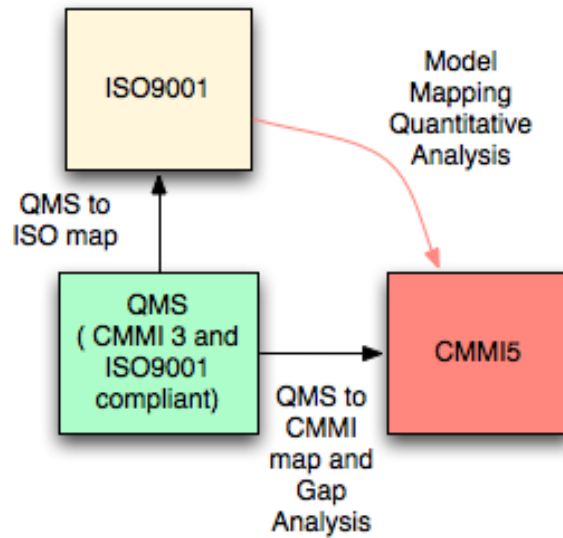 ISO9001
Model
Mapping
Quantitative
Analysis
QMS to
ISO map
QMS
( CMMI 3 and
ISO9001
compliant)
CMMI5
QMS to
CMMI
map and
Gap
Analysis